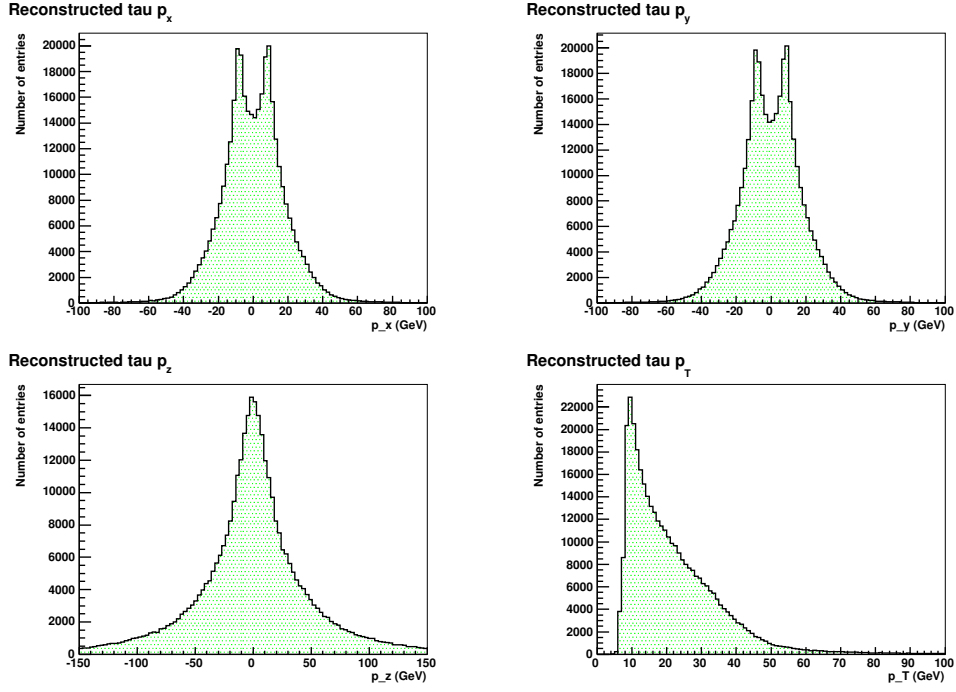 Reconstructed tau p_x
Number of entries
20000
18000
16000
14000
12000
10000
8000
6000
4000
2000
0
-100 -80 -60 -40 -20 0 20 40 60 80 100
p_x (GeV)
Reconstructed tau p_y
Number of entries
20000
18000
16000
14000
12000
10000
8000
6000
4000
2000
0
-100 -80 -60 -40 -20 0 20 40 60 80 100
p_y (GeV)
Reconstructed tau p_z
Number of entries
16000
14000
12000
10000
8000
6000
4000
2000
0
-150 -100 -50 0 50 100 150
p_z (GeV)
Reconstructed tau p_T
Number of entries
22000
20000
18000
16000
14000
12000
10000
8000
6000
4000
2000
0
0 10 20 30 40 50 60 70 80 90 100
p_T (GeV)